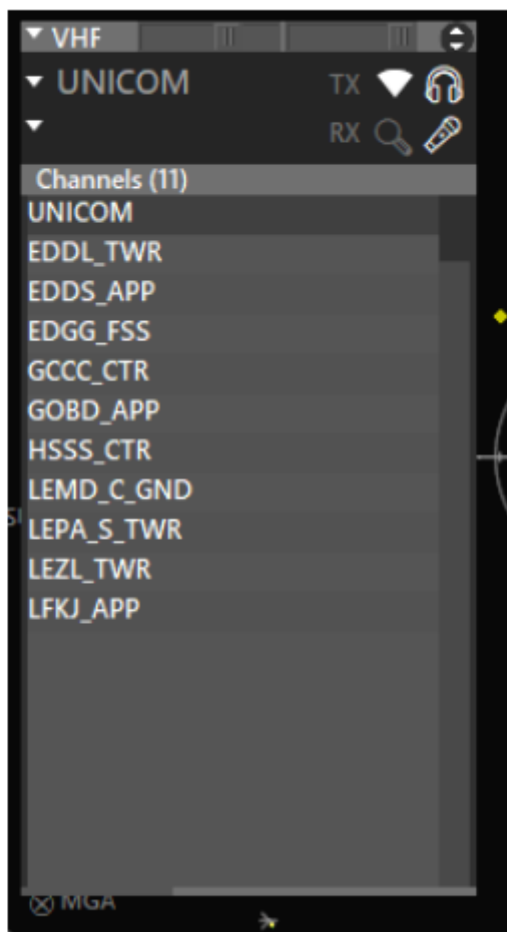 VHF
UNICOM TX
RX
Channels (11)
UNICOM
EDDL_TWR
EDDS_APP
EDGG_FSS
GCCC_CTR
GOBD_APP
HSSS_CTR
LEMD_C_GND
LEPA_S_TWR
LEZL_TWR
LFKJ_APP
MGA